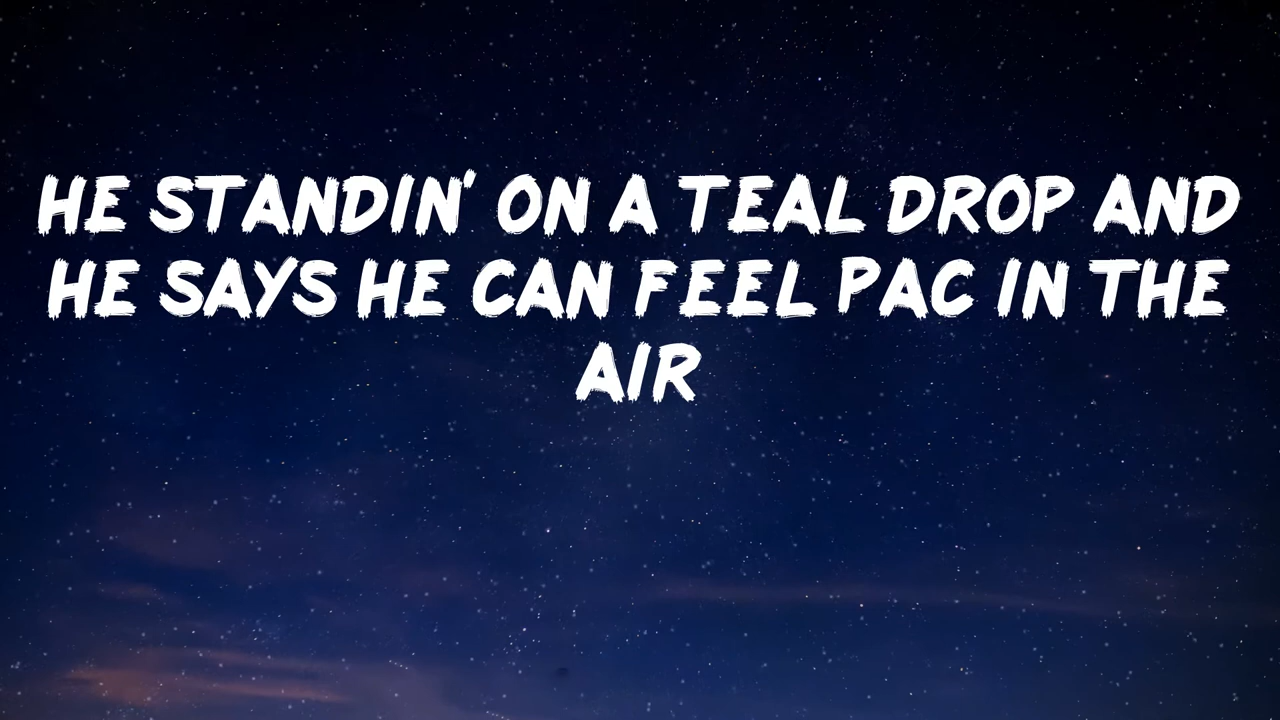 HE STANDIN' ON A TEAL DROP AND
HE SAYS HE CAN FEEL PAC IN THE
AIR